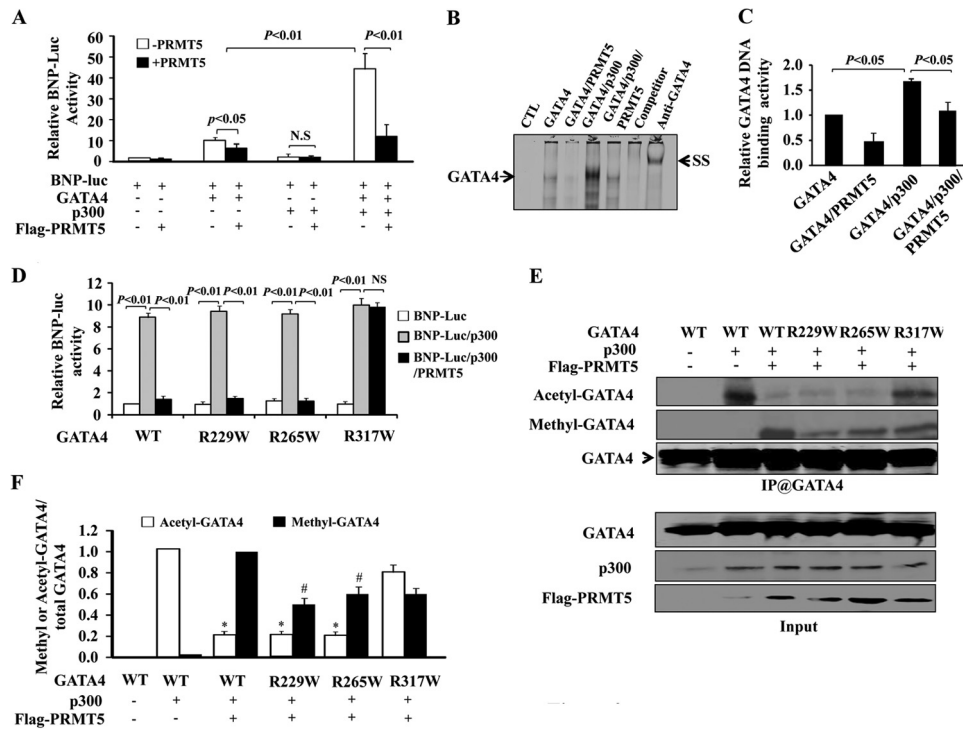 A
Relative BNP-Luc
Activity
60
50
40
30
20
10
0
-PRMT5
+PRMT5
P<0.01
P<0.01
p<0.05
N.S
BNP-luc + + + + + + + +
GATA4 - - + + - - + +
p300 - - - - + + + +
Flag-PRMT5 - + - + - + - +
B
CTL
GATA4
GATA4/PRMT5
GATA4/p300
GATA4/p300/
PRMT5
Competitor
Anti-GATA4
GATA4
SS
C
Relative GATA4 DNA
binding activity
2.0
1.5
1.0
0.5
0.0
P<0.05
P<0.05
GATA4
GATA4/PRMT5
GATA4/p300
GATA4/p300/
PRMT5
D
Relative BNP-luc
activity
12
10
8
6
4
2
0
P<0.01 P<0.01
P<0.01 P<0.01
P<0.01 P<0.01
P<0.01 NS
BNP-Luc
BNP-Luc/p300
BNP-Luc/p300
/PRMT5
GATA4 WT R229W R265W R317W
E
GATA4 WT WT WT R229W R265W R317W
p300 - + + + + +
Flag-PRMT5 - - + + + +
Acetyl-GATA4
Methyl-GATA4
GATA4
IP@GATA4
GATA4
p300
Flag-PRMT5
Input
F
Methyl or Acetyl-GATA4/
total GATA4
1.2
1.0
0.8
0.6
0.4
0.2
0.0
Acetyl-GATA4
Methyl-GATA4
*
* #
* #
GATA4 WT WT WT R229W R265W R317W
p300 - + + + + +
Flag-PRMT5 - - + + + +